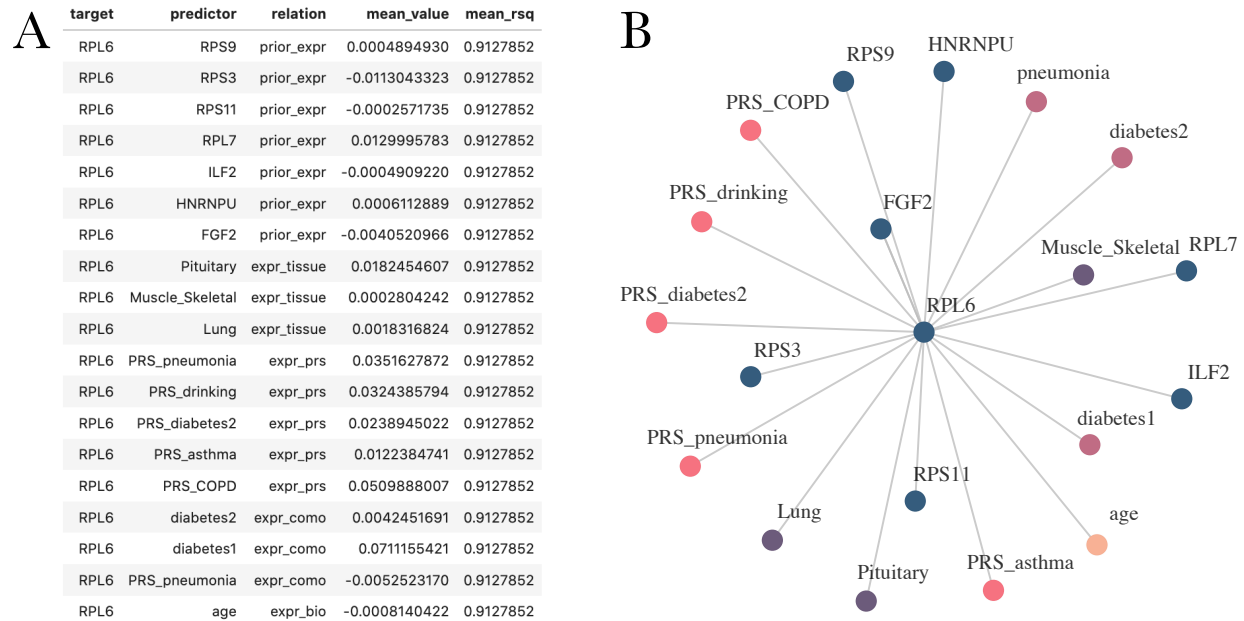 A
target predictor relation mean_value mean_rsq
RPL6 RPS9 prior_expr 0.0004894930 0.9127852
RPL6 RPS3 prior_expr -0.0113043323 0.9127852
RPL6 RPS11 prior_expr -0.0002571735 0.9127852
RPL6 RPL7 prior_expr 0.0129995783 0.9127852
RPL6 ILF2 prior_expr -0.0004909220 0.9127852
RPL6 HNRNPU prior_expr 0.0006112889 0.9127852
RPL6 FGF2 prior_expr -0.0040520966 0.9127852
RPL6 Pituitary expr_tissue 0.0182454607 0.9127852
RPL6 Muscle_Skeletal expr_tissue 0.0002804242 0.9127852
RPL6 Lung expr_tissue 0.0018316824 0.9127852
RPL6 PRS_pneumonia expr_prs 0.0351627872 0.9127852
RPL6 PRS_drinking expr_prs 0.0324385794 0.9127852
RPL6 PRS_diabetes2 expr_prs 0.0238945022 0.9127852
RPL6 PRS_asthma expr_prs 0.0122384741 0.9127852
RPL6 PRS_COPD expr_prs 0.0509888007 0.9127852
RPL6 diabetes2 expr_como 0.0042451691 0.9127852
RPL6 diabetes1 expr_como 0.0711155421 0.9127852
RPL6 PRS_pneumonia expr_como -0.0052523170 0.9127852
RPL6 age expr_bio -0.0008140422 0.9127852
B
HNRNPU
RPS9
pneumonia
PRS_COPD
diabetes2
PRS_drinking
FGF2
Muscle_Skeletal
RPL7
PRS_diabetes2
RPL6
RPS3
ILF2
diabetes1
PRS_pneumonia
RPS11
Lung
age
PRS_asthma
Pituitary